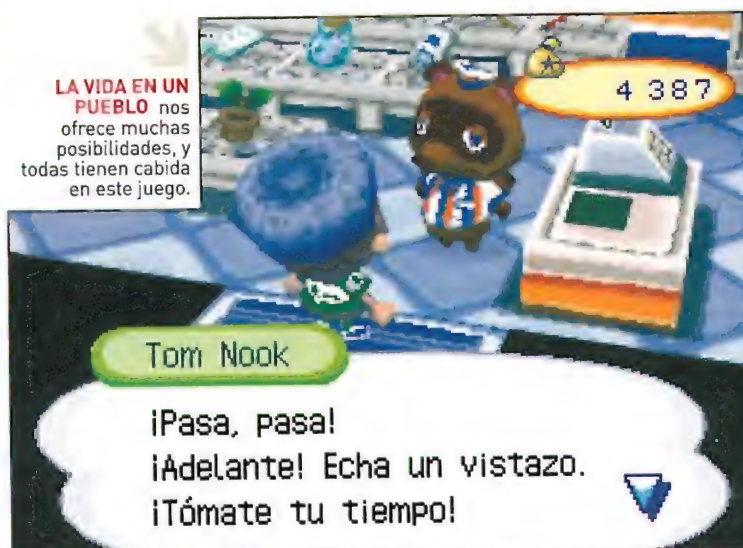 LA VIDA EN UN
PUEBLO nos
ofrece muchas
posibilidades, y
todas tienen cabida
en este juego.
4 387
Tom Nook
¡Pasa, pasa!
¡Adelante! Echa un vistazo.
¡Tómate tu tiempo!